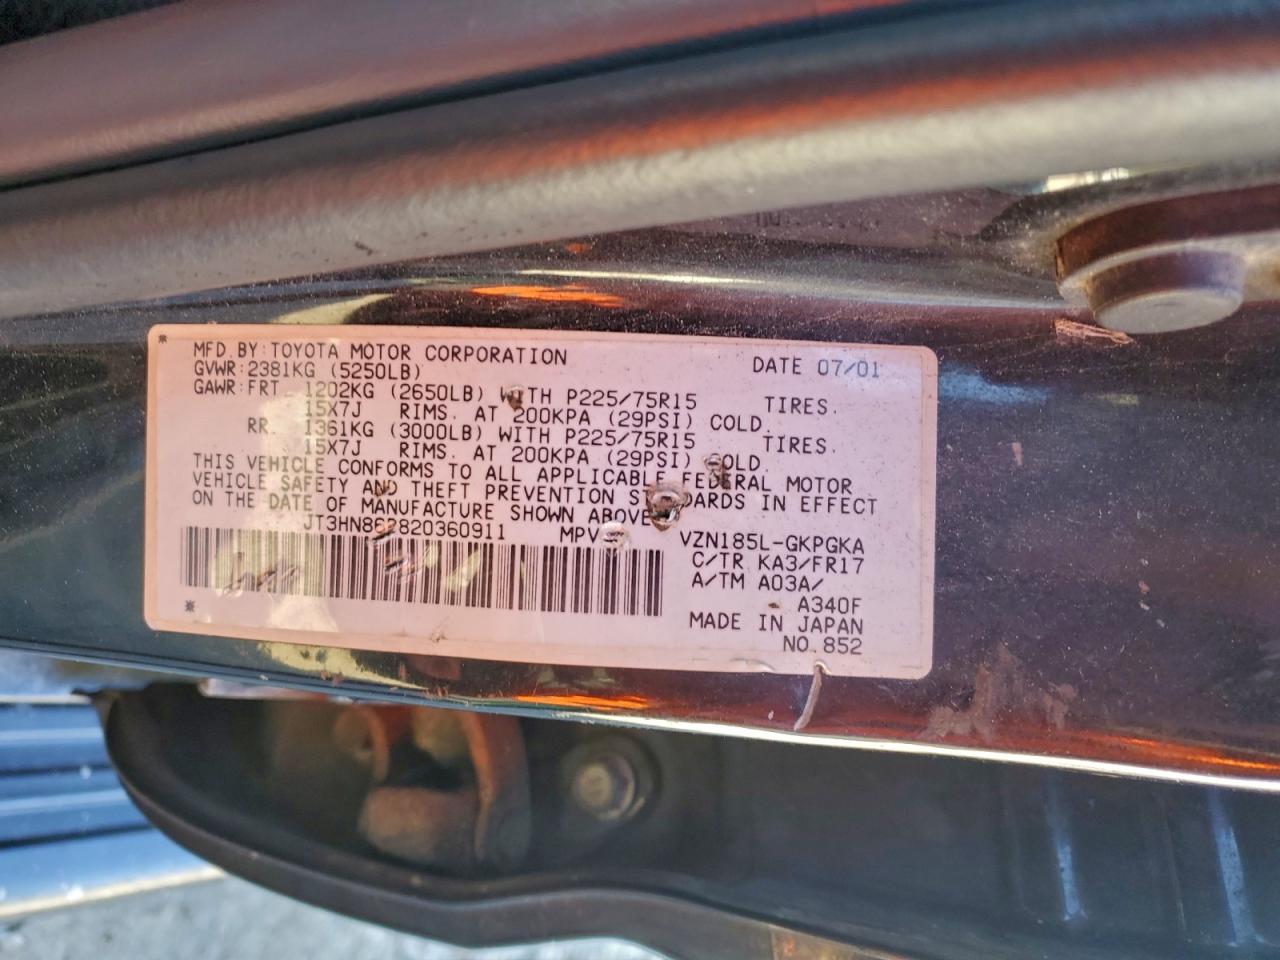 MFD. BY: TOYOTA MOTOR CORPORATION DATE 07/01
GVWR: 2381KG (5250LB)
GAWR: FRT 1202KG (2650LB) WITH P225/75R15 TIRES.
15X7J RIMS. AT 200KPA (29PSI) COLD.
RR. 1361KG (3000LB) WITH P225/75R15 TIRES.
15X7J RIMS. AT 200KPA (29PSI) COLD.
THIS VEHICLE CONFORMS TO ALL APPLICABLE FEDERAL MOTOR
VEHICLE SAFETY AND THEFT PREVENTION STANDARDS IN EFFECT
ON THE DATE OF MANUFACTURE SHOWN ABOVE.
JT3HN86R820360911 MPV VZN185L-GKPGKA
C/TR KA3/FR17
A/TM A03A/
A340F
MADE IN JAPAN
NO. 852